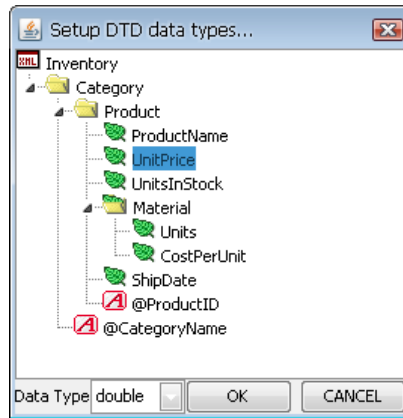 Setup DTD data types...
XML Inventory
Category
Product
ProductName
UnitPrice
UnitsInStock
Material
Units
CostPerUnit
ShipDate
A @ProductID
A @CategoryName
Data Type double OK CANCEL